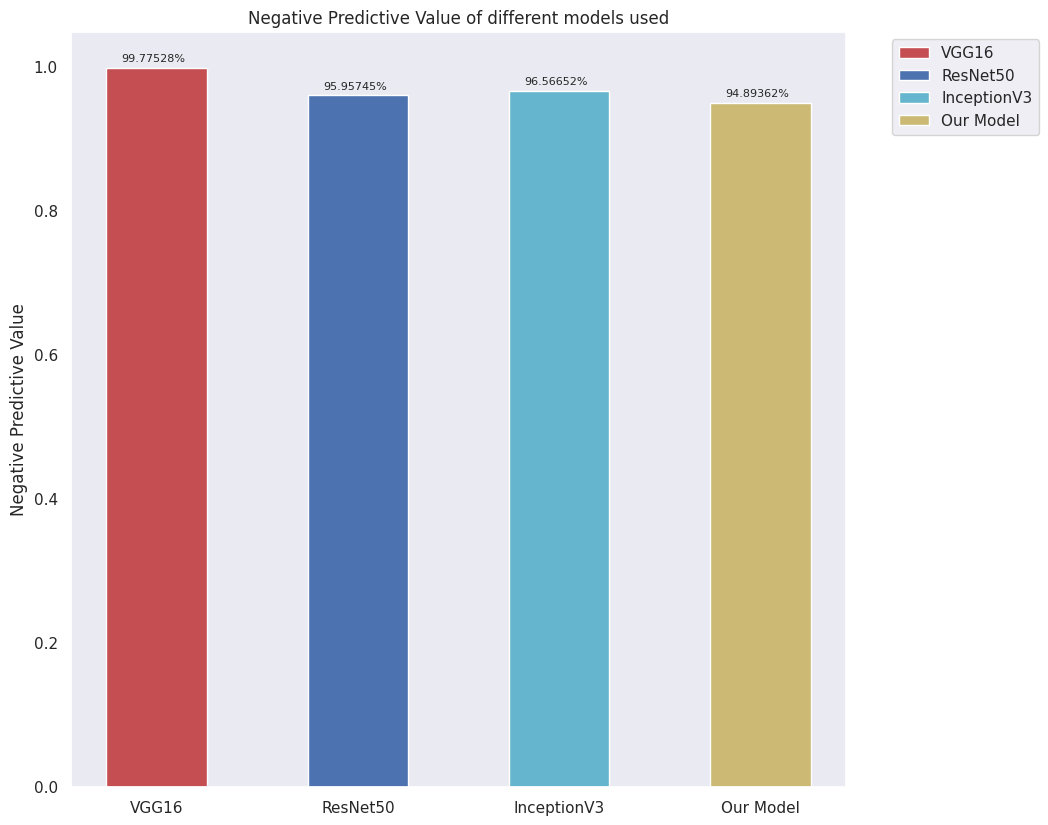 Negative Predictive Value of different models used
99.77528%
95.95745%
96.56652%
94.89362%
VGG16
ResNet50
InceptionV3
Our Model
Negative Predictive Value
1.0
0.8
0.6
0.4
0.2
0.0
VGG16
ResNet50
InceptionV3
Our Model